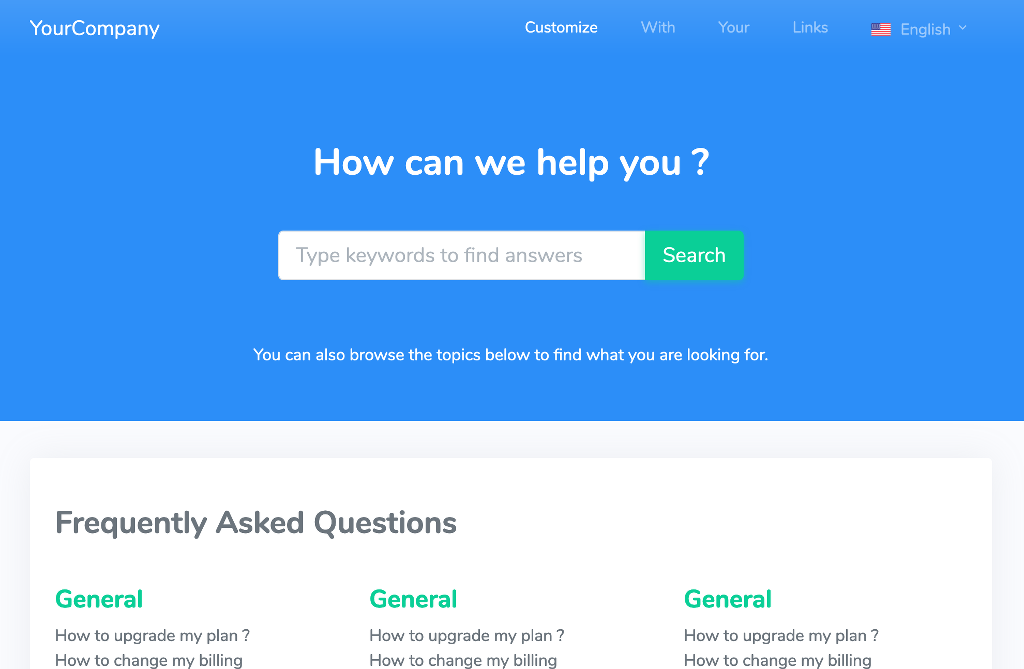 YourCompany
Customize With Your Links English
How can we help you ?
Type keywords to find answers Search
You can also browse the topics below to find what you are looking for.
Frequently Asked Questions
General General General
How to upgrade my plan ? How to upgrade my plan ? How to upgrade my plan ?
How to change my billing How to change my billing How to change my billing